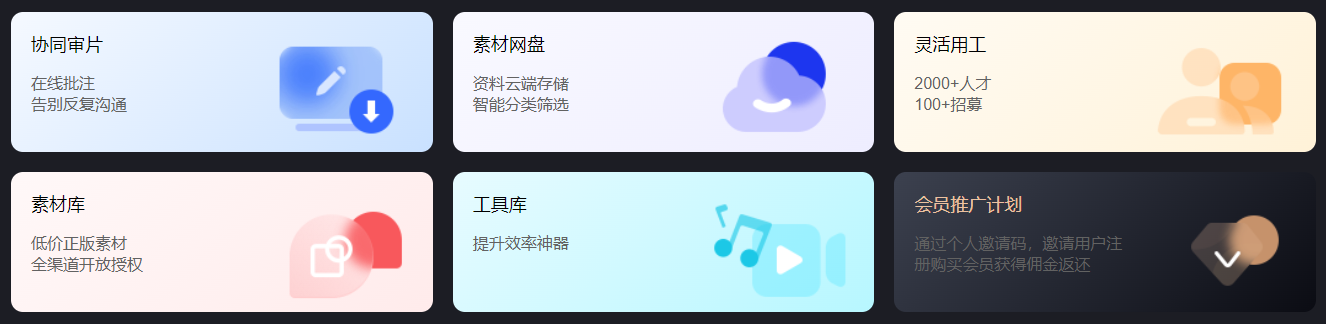 协同审片
在线批注
告别反复沟通
素材网盘
资料云端存储
智能分类筛选
灵活用工
2000+人才
100+招募
素材库
低价正版素材
全渠道开放授权
工具库
提升效率神器
会员推广计划
通过个人邀请码，邀请用户注
册购买会员获得佣金返还